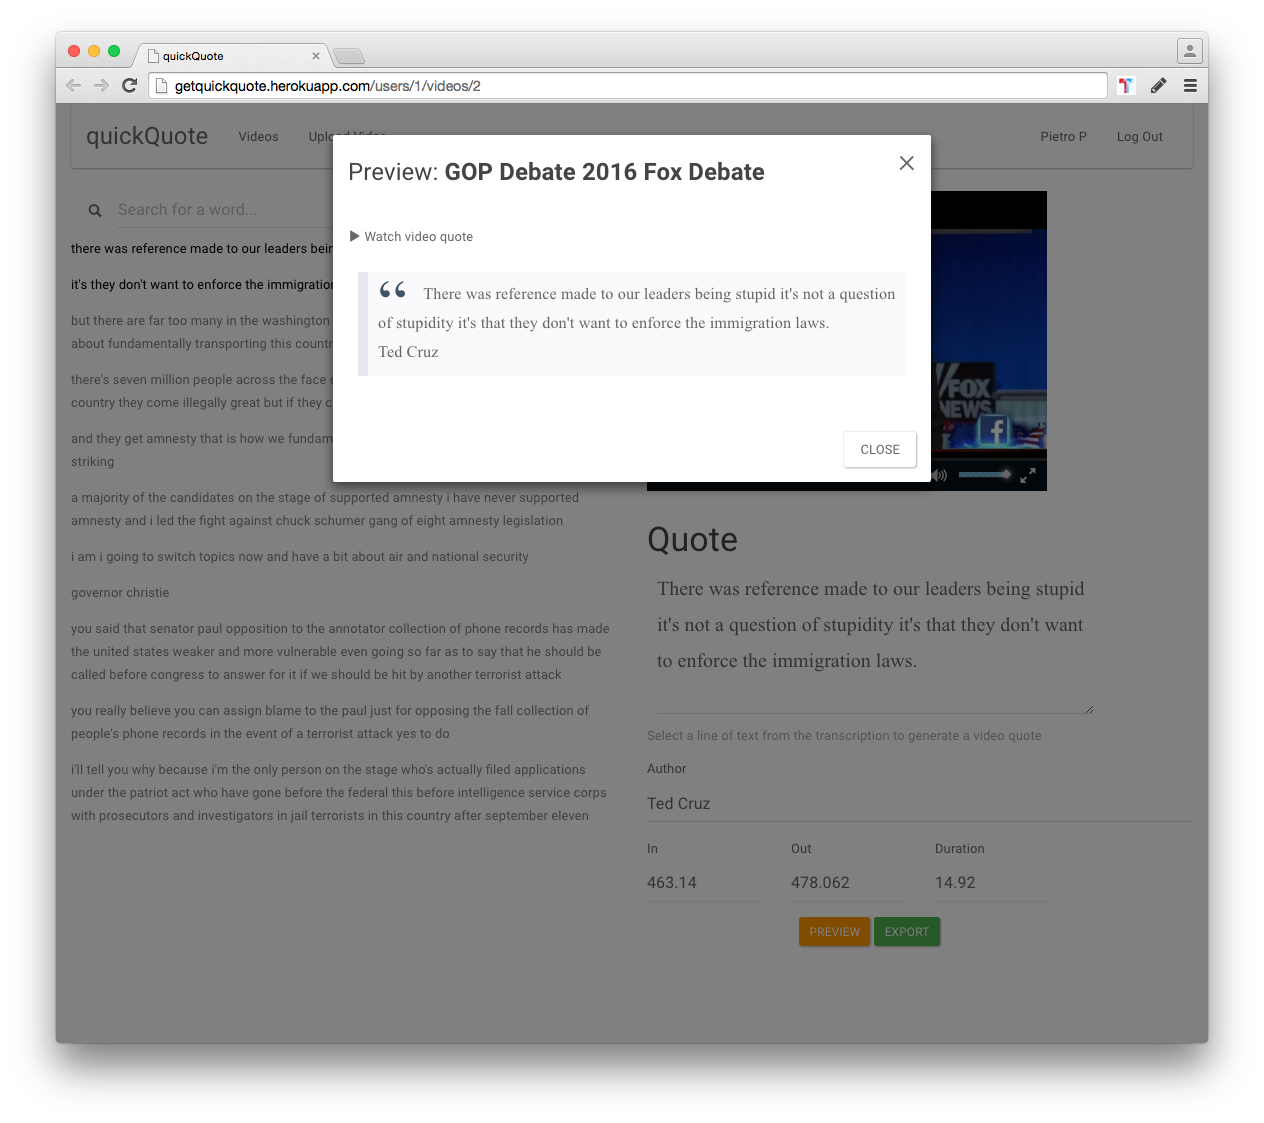 quickQuote
getquickquote.herokuapp.com/users/1/videos/2
quickQuote
Videos
Upload Video
Pietro P
Log Out
Preview: GOP Debate 2016 Fox Debate
Watch video quote
“ There was reference made to our leaders being stupid it's not a question
of stupidity it's that they don't want to enforce the immigration laws.
Ted Cruz
CLOSE
Search for a word...
there was reference made to our leaders bein
it's they don't want to enforce the immigration
but there are far too many in the washington
about fundamentally transporting this countr
there's seven million people across the face
country they come illegally great but if they c
and they get amnesty that is how we fundam
striking
a majority of the candidates on the stage of supported amnesty i have never supported
amnesty and i led the fight against chuck schumer gang of eight amnesty legislation
i am i going to switch topics now and have a bit about air and national security
governor christie
you said that senator paul opposition to the annotator collection of phone records has made
the united states weaker and more vulnerable even going so far as to say that he should be
called before congress to answer for it if we should be hit by another terrorist attack
you really believe you can assign blame to the paul just for opposing the fall collection of
people's phone records in the event of a terrorist attack yes to do
i'll tell you why because i'm the only person on the stage who's actually filed applications
under the patriot act who have gone before the federal this before intelligence service corps
with prosecutors and investigators in jail terrorists in this country after september eleven
FOX
NEWS
Quote
There was reference made to our leaders being stupid
it's not a question of stupidity it's that they don't want
to enforce the immigration laws.
Select a line of text from the transcription to generate a video quote
Author
Ted Cruz
In
Out
Duration
463.14
478.062
14.92
PREVIEW
EXPORT